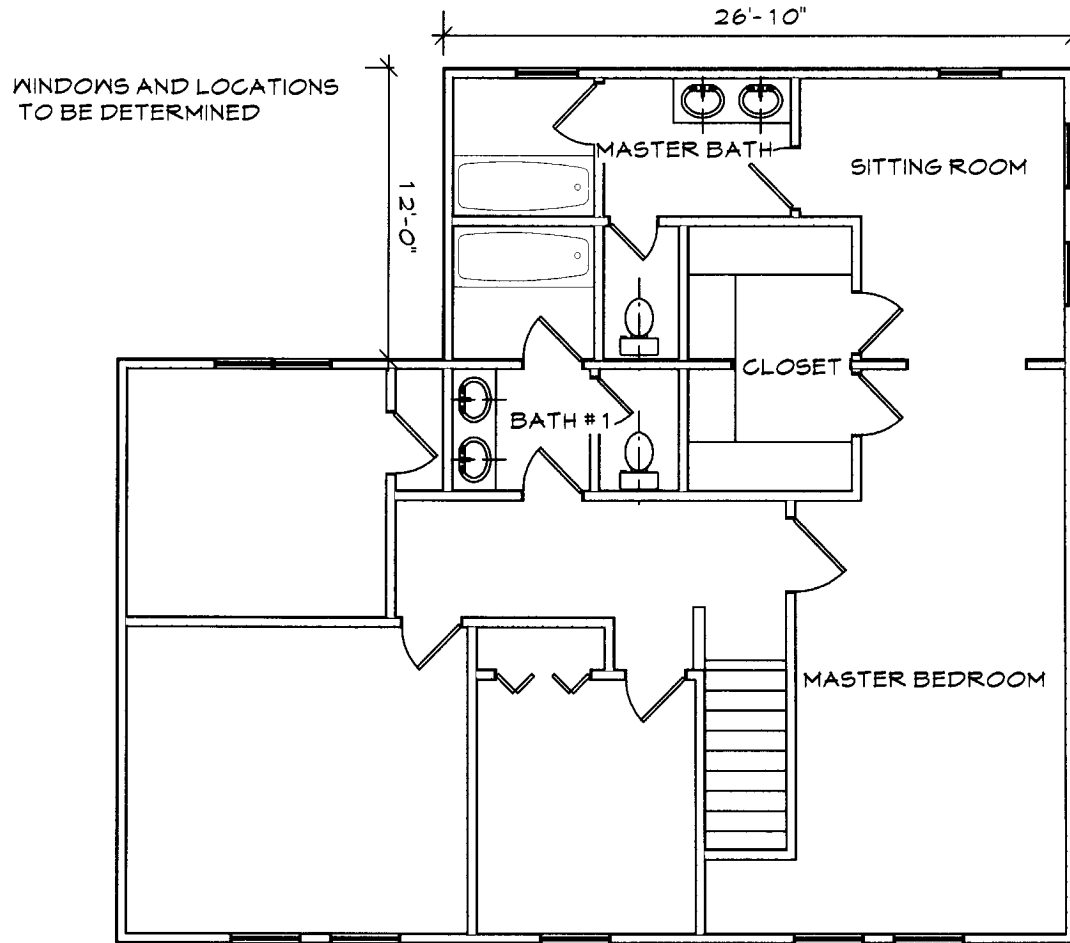 26'-10"
WINDOWS AND LOCATIONS
TO BE DETERMINED
MASTER BATH
SITTING ROOM
12'-0"
CLOSET
BATH #1
MASTER BEDROOM